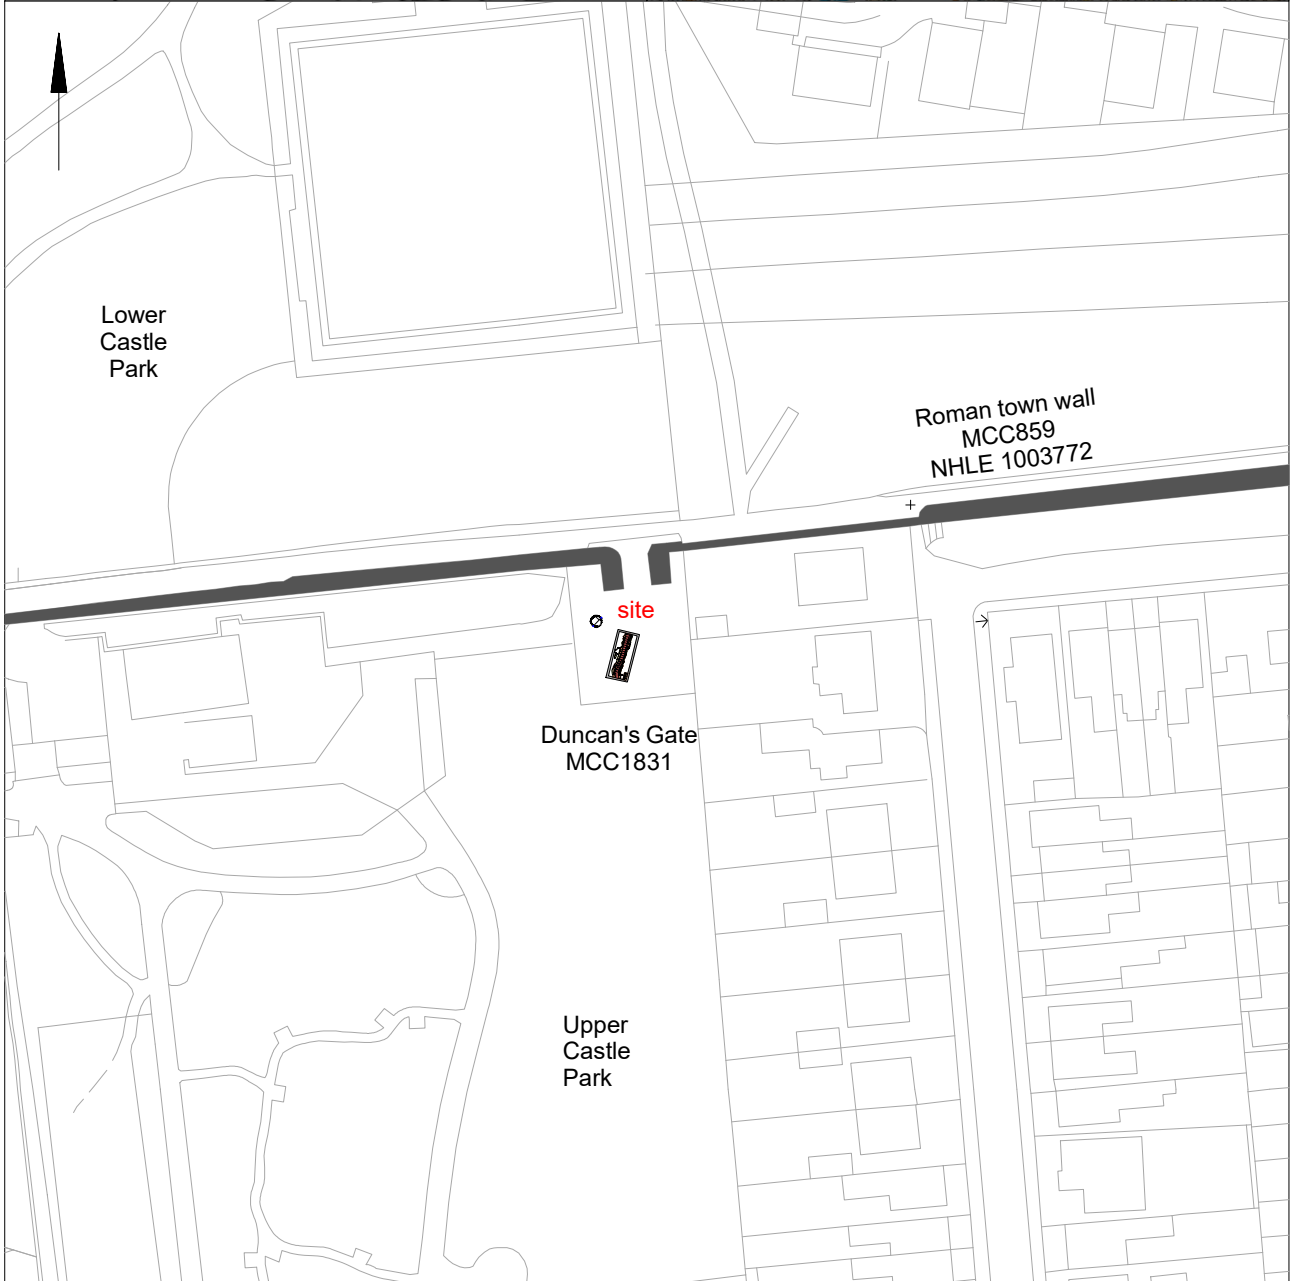 Lower
Castle
Park
Roman town wall
MCC859
NHLE 1003772
site
Duncan's Gate
MCC1831
Upper
Castle
Park